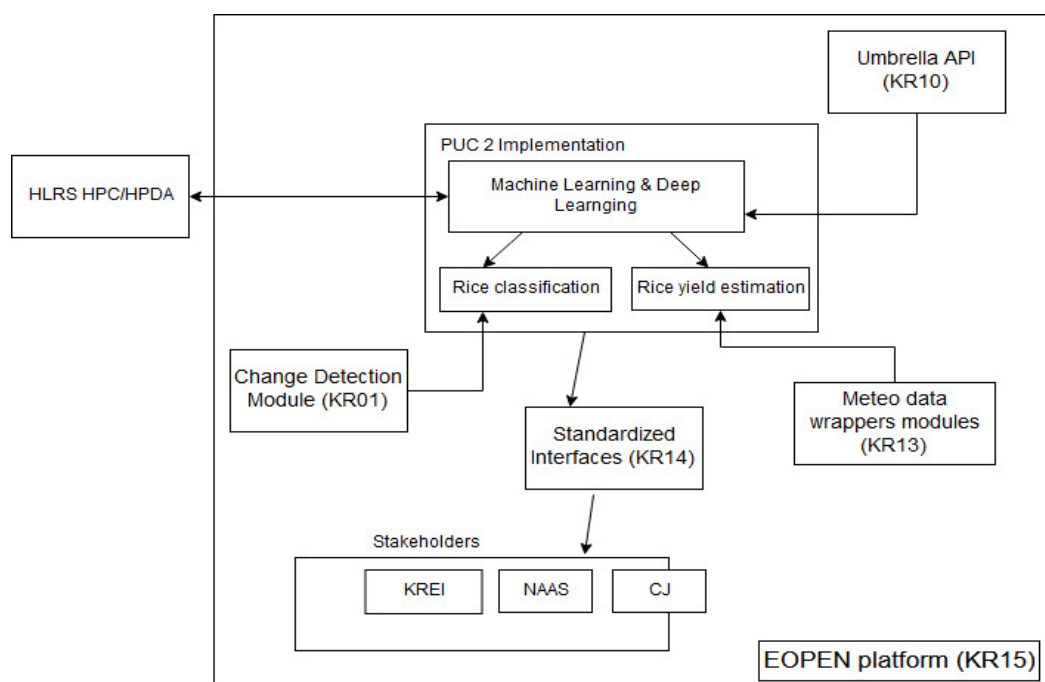 Umbrella API
(KR10)
PUC 2 Implementation
HLRS HPC/HPDA
Machine Learning & Deep
Learnging
Rice classification
Rice yield estimation
Change Detection
Module (KR01)
Meteo data
wrappers modules
(KR13)
Standardized
Interfaces (KR14)
Stakeholders
KREI
NAAS
CJ
EOPEN platform (KR15)